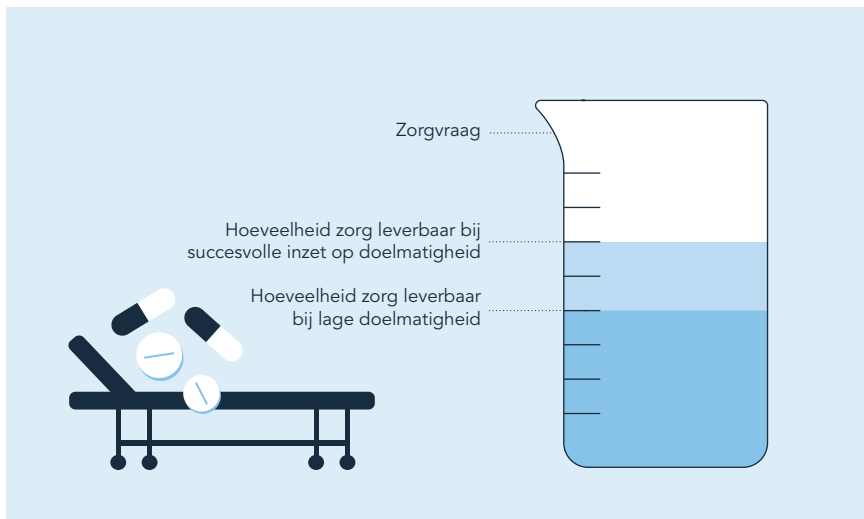 Zorgvraag
Hoeveelheid zorg leverbaar bij
succesvolle inzet op doelmatigheid
Hoeveelheid zorg leverbaar
bij lage doelmatigheid